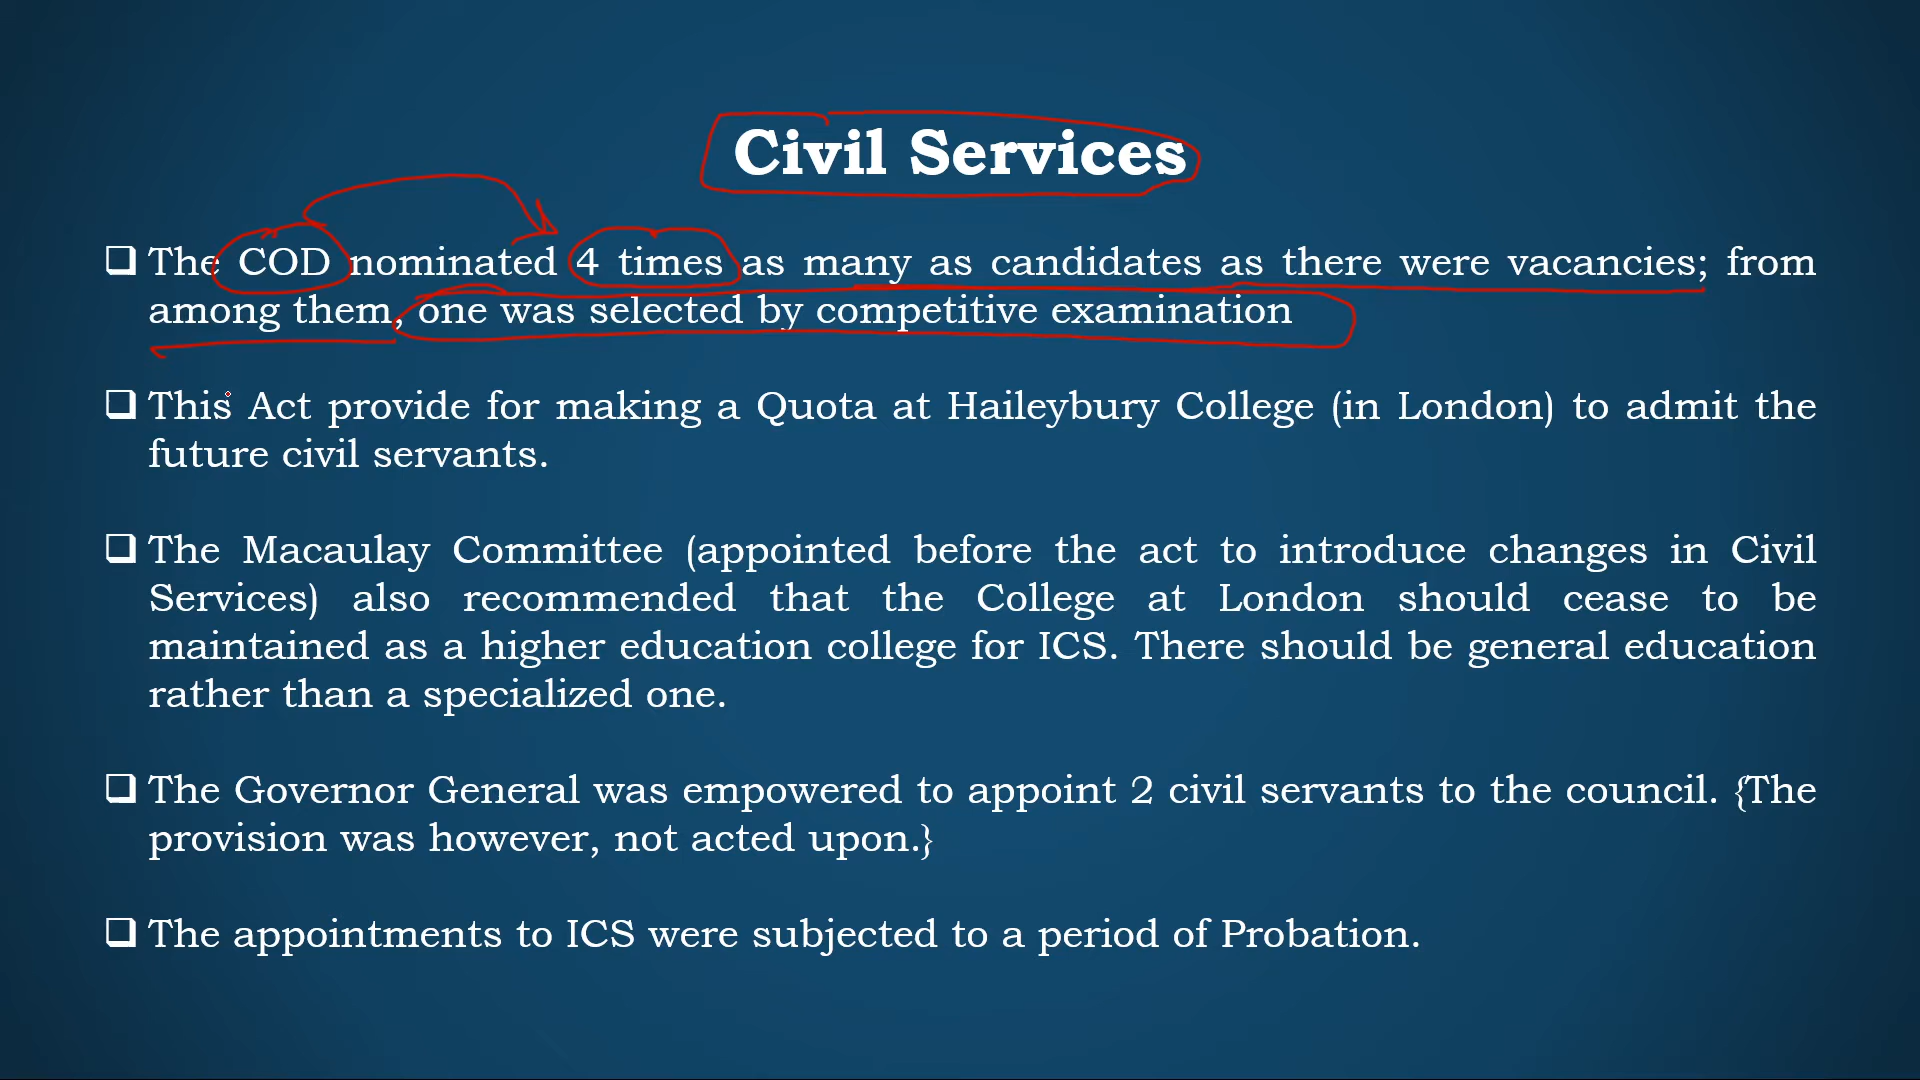 Civil Services
❑ The COD nominated 4 times as many as candidates as there were vacancies; from
among them, one was selected by competitive examination
❑ This Act provide for making a Quota at Haileybury College (in London) to admit the
future civil servants.
❑ The Macaulay Committee (appointed before the act to introduce changes in Civil
Services) also recommended that the College at London should cease to be
maintained as a higher education college for ICS. There should be general education
rather than a specialized one.
❑ The Governor General was empowered to appoint 2 civil servants to the council. {The
provision was however, not acted upon.}
❑ The appointments to ICS were subjected to a period of Probation.